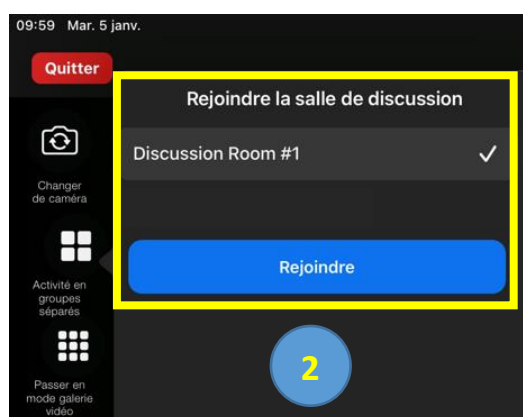 09:59 Mar. 5 janv.
Quitter
Rejoindre la salle de discussion
Discussion Room #1
Changer
de caméra
Rejoindre
Activité en
groupes
séparés
2
Passer en
mode galerie
vidéo